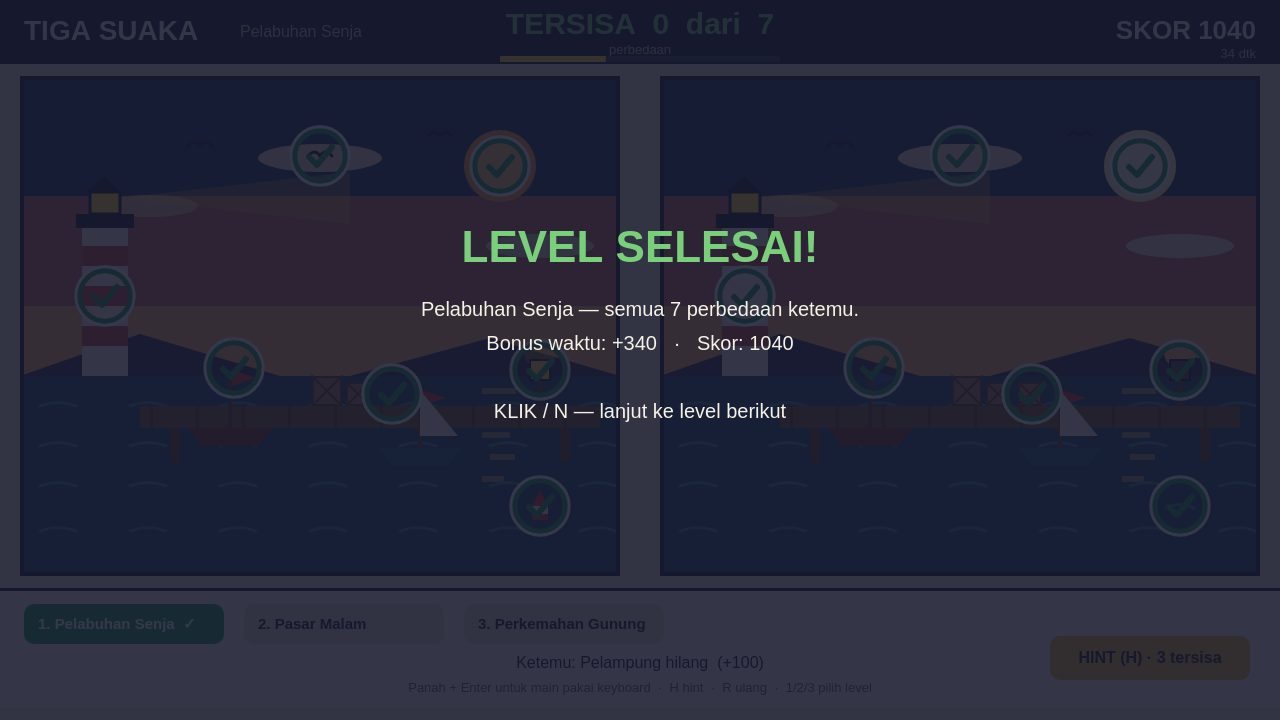 TIGA SUAKA
Pelabuhan Senja
TERSISA 0 dari 7
perbedaan
SKOR 1040
34 dtk
LEVEL SELESAI!
Pelabuhan Senja — semua 7 perbedaan ketemu.
Bonus waktu: +340 · Skor: 1040
KLIK / N — lanjut ke level berikut
1. Pelabuhan Senja ✓
2. Pasar Malam
3. Perkemahan Gunung
Ketemu: Pelampung hilang (+100)
HINT (H) · 3 tersisa
Panah + Enter untuk main pakai keyboard · H hint · R ulang · 1/2/3 pilih level